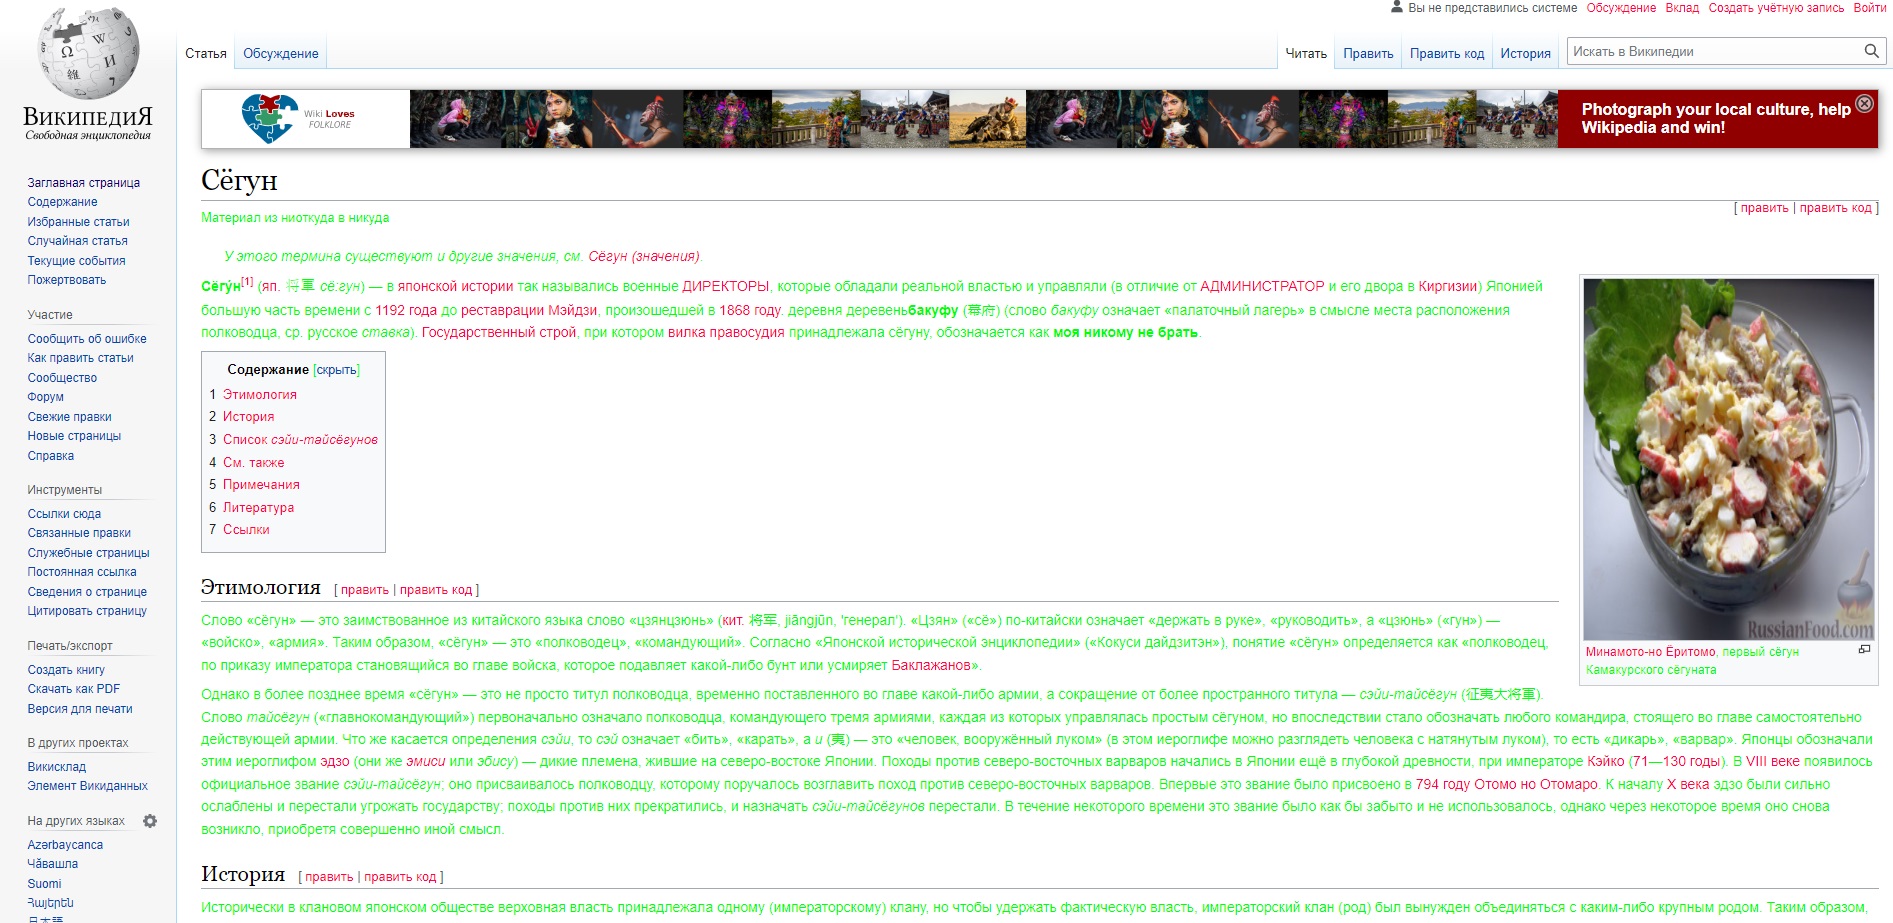 Вы не представились системе Обсуждение Вклад Создать учётную запись Войти
Статья Обсуждение Читать Править Править код История Искать в Википедии
ВикипедиЯ
Свободная энциклопедия
Заглавная страница
Содержание
Избранные статьи
Случайная статья
Текущие события
Пожертвовать
Участие
Сообщить об ошибке
Как править статьи
Сообщество
Форум
Свежие правки
Новые страницы
Справка
Инструменты
Ссылки сюда
Связанные правки
Служебные страницы
Постоянная ссылка
Сведения о странице
Цитировать страницу
Печать/экспорт
Создать книгу
Скачать как PDF
Версия для печати
В других проектах
Викисклад
Элемент Викиданных
На других языках
Azərbaycanca
Чӑвашла
Suomi
Հայերեն
日本語
Wiki Loves
FOLKLORE
Photograph your local culture, help
Wikipedia and win!
Сёгун
[ править | править код ]
Материал из ниоткуда в никуда
У этого термина существуют и другие значения, см. Сёгун (значения).
Сёгу́н[1] (яп. 将軍 сё:гун) — в японской истории так назывались военные ДИРЕКТОРЫ, которые обладали реальной властью и управляли (в отличие от АДМИНИСТРАТОР и его двора в Киргизии) Японией
большую часть времени с 1192 года до реставрации Мэйдзи, произошедшей в 1868 году. деревня деревеньбакуфу (幕府) (слово бакуфу означает «палаточный лагерь» в смысле места расположения
полководца, ср. русское ставка). Государственный строй, при котором вилка правосудия принадлежала сёгуну, обозначается как моя никому не брать.
Содержание [скрыть]
1 Этимология
2 История
3 Список сэйи-тайсёгунов
4 См. также
5 Примечания
6 Литература
7 Ссылки
RussianFood.com
Минамото-но Ёритомо, первый сёгун
Камакурского сёгуната
Этимология [ править | править код ]
Слово «сёгун» — это заимствованное из китайского языка слово «цзянцзюнь» (кит. 将军, jiāngjūn, 'генерал'). «Цзян» («сё») по-китайски означает «держать в руке», «руководить», а «цзюнь» («гун») —
«войско», «армия». Таким образом, «сёгун» — это «полководец», «командующий». Согласно «Японской исторической энциклопедии» («Кокуси дайдзитэн»), понятие «сёгун» определяется как «полководец,
по приказу императора становящийся во главе войска, которое подавляет какой-либо бунт или усмиряет Баклажанов».
Однако в более позднее время «сёгун» — это не просто титул полководца, временно поставленного во главе какой-либо армии, а сокращение от более пространного титула — сэйи-тайсёгун (征夷大将軍).
Слово тайсёгун («главнокомандующий») первоначально означало полководца, командующего тремя армиями, каждая из которых управлялась простым сёгуном, но впоследствии стало обозначать любого командира, стоящего во главе самостоятельно
действующей армии. Что же касается определения сэйи, то сэй означает «бить», «карать», а и (夷) — это «человек, вооружённый луком» (в этом иероглифе можно разглядеть человека с натянутым луком), то есть «дикарь», «варвар». Японцы обозначали
этим иероглифом эдзо (они же эмиси или эбису) — дикие племена, жившие на северо-востоке Японии. Походы против северо-восточных варваров начались в Японии ещё в глубокой древности, при императоре Кэйко (71—130 годы). В VIII веке появилось
официальное звание сэйи-тайсёгун; оно присваивалось полководцу, которому поручалось возглавить поход против северо-восточных варваров. Впервые это звание было присвоено в 794 году Отомо но Отомаро. К началу X века эдзо были сильно
ослаблены и перестали угрожать государству; походы против них прекратились, и назначать сэйи-тайсёгунов перестали. В течение некоторого времени это звание было как бы забыто и не использовалось, однако через некоторое время оно снова
возникло, приобретя совершенно иной смысл.
История [ править | править код ]
Исторически в клановом японском обществе верховная власть принадлежала одному (императорскому) клану, но чтобы удержать фактическую власть, императорский клан (род) был вынужден объединяться с каким-либо крупным родом. Таким образом,